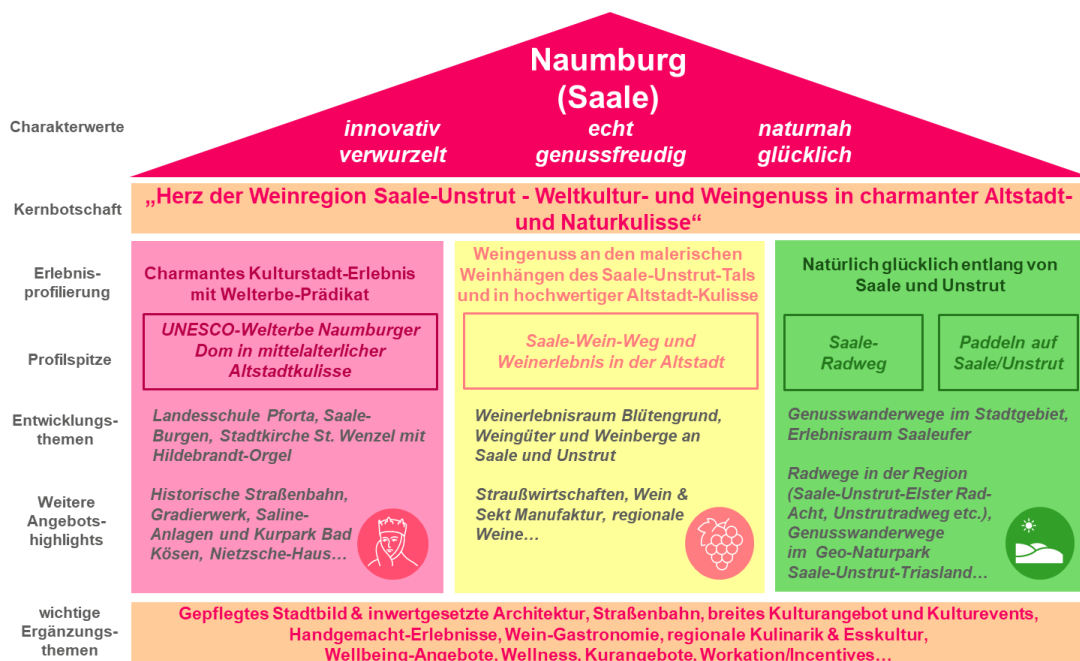 Naumburg
(Saale)
Charakterwerte
innovativ
verwurzelt
echt
genussfreudig
naturnah
glücklich
Kernbotschaft
„Herz der Weinregion Saale-Unstrut - Weltkultur- und Weingenuss in charmanter Altstadt-
und Naturkulisse“
Erlebnis-
profilierung
Charmantes Kulturstadt-Erlebnis
mit Welterbe-Prädikat
Weingenuss an den malerischen
Weinhängen des Saale-Unstrut-Tals
und in hochwertiger Altstadt-Kulisse
Natürlich glücklich entlang von
Saale und Unstrut
Profilspitze
UNESCO-Welterbe Naumburger
Dom in mittelalterlicher
Altstadtkulisse
Saale-Wein-Weg und
Weinerlebnis in der Altstadt
Saale-
Radweg
Paddeln auf
Saale/Unstrut
Entwicklungs-
themen
Landesschule Pforta, Saale-
Burgen, Stadtkirche St. Wenzel mit
Hildebrandt-Orgel
Weinerlebnisraum Blütengrund,
Weingüter und Weinberge an
Saale und Unstrut
Genusswanderwege im Stadtgebiet,
Erlebnisraum Saaleufer
Weitere
Angebots-
highlights
Historische Straßenbahn,
Gradierwerk, Saline-
Anlagen und Kurpark Bad
Kösen, Nietzsche-Haus…
Straußwirtschaften, Wein &
Sekt Manufaktur, regionale
Weine…
Radwege in der Region
(Saale-Unstrut-Elster Rad-
Acht, Unstrutradweg etc.),
Genusswanderwege
im Geo-Naturpark
Saale-Unstrut-Triasland…
wichtige
Ergänzungs-
themen
Gepflegtes Stadtbild & inwertgesetzte Architektur, Straßenbahn, breites Kulturangebot und Kulturevents,
Handgemacht-Erlebnisse, Wein-Gastronomie, regionale Kulinarik & Esskultur,
Wellbeing-Angebote, Wellness, Kurangebote, Workation/Incentives…